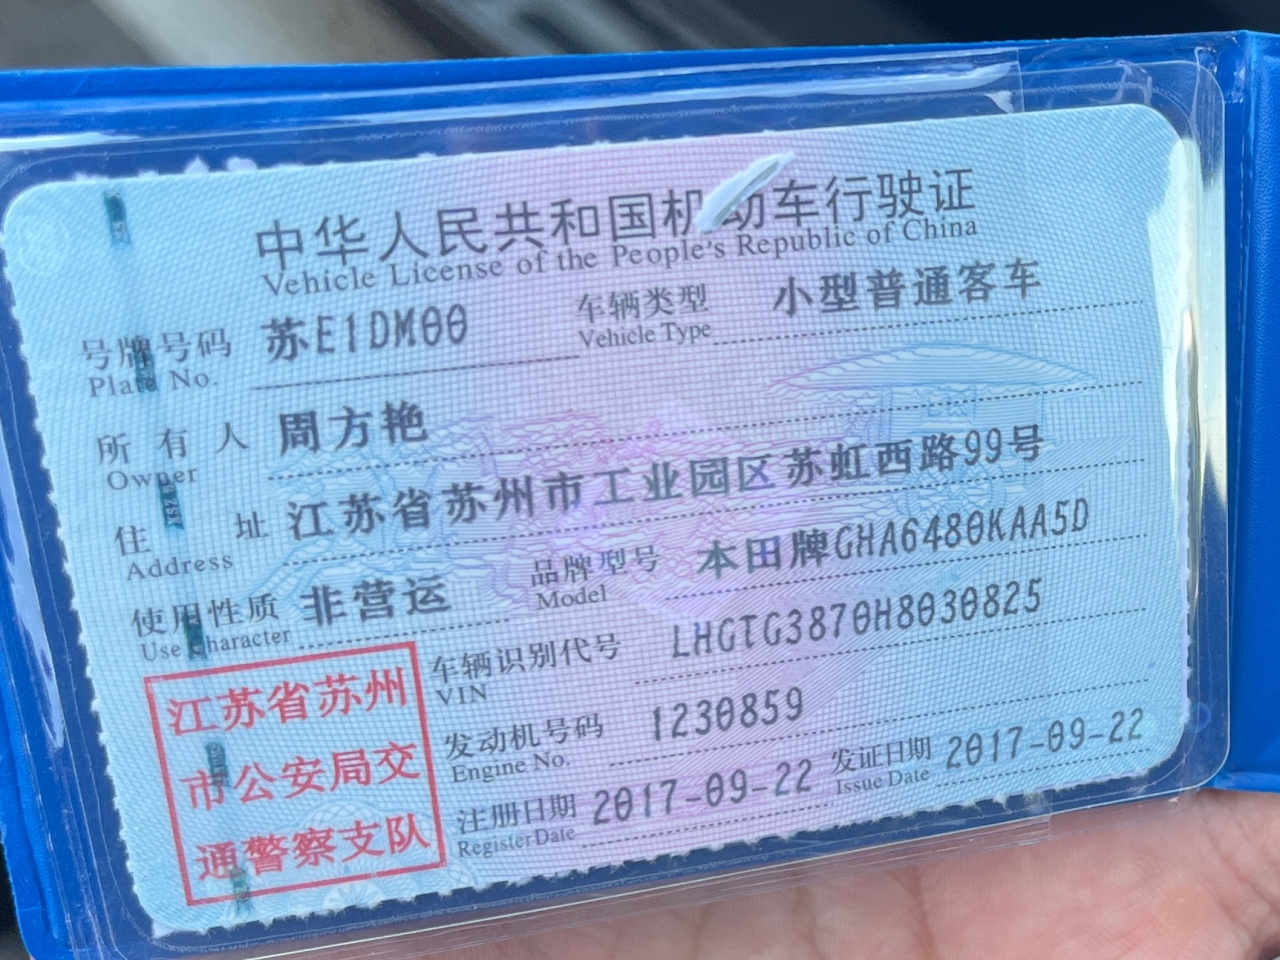 中华人民共和国机动车行驶证
Vehicle License of the People's Republic of China
号牌号码 苏E1DM00 车辆类型 小型普通客车
Plate No. Vehicle Type
所有人 周方艳
Owner
住址 江苏省苏州市工业园区苏虹西路99号
Address
使用性质 非营运 品牌型号 本田牌GHA6480KAA5D
Use Character Model
车辆识别代号 LHGTG3870H8030825
VIN
发动机号码 1230859
Engine No.
注册日期 2017-09-22 发证日期 2017-09-22
Register Date Issue Date
江苏省苏州
市公安局交
通警察支队